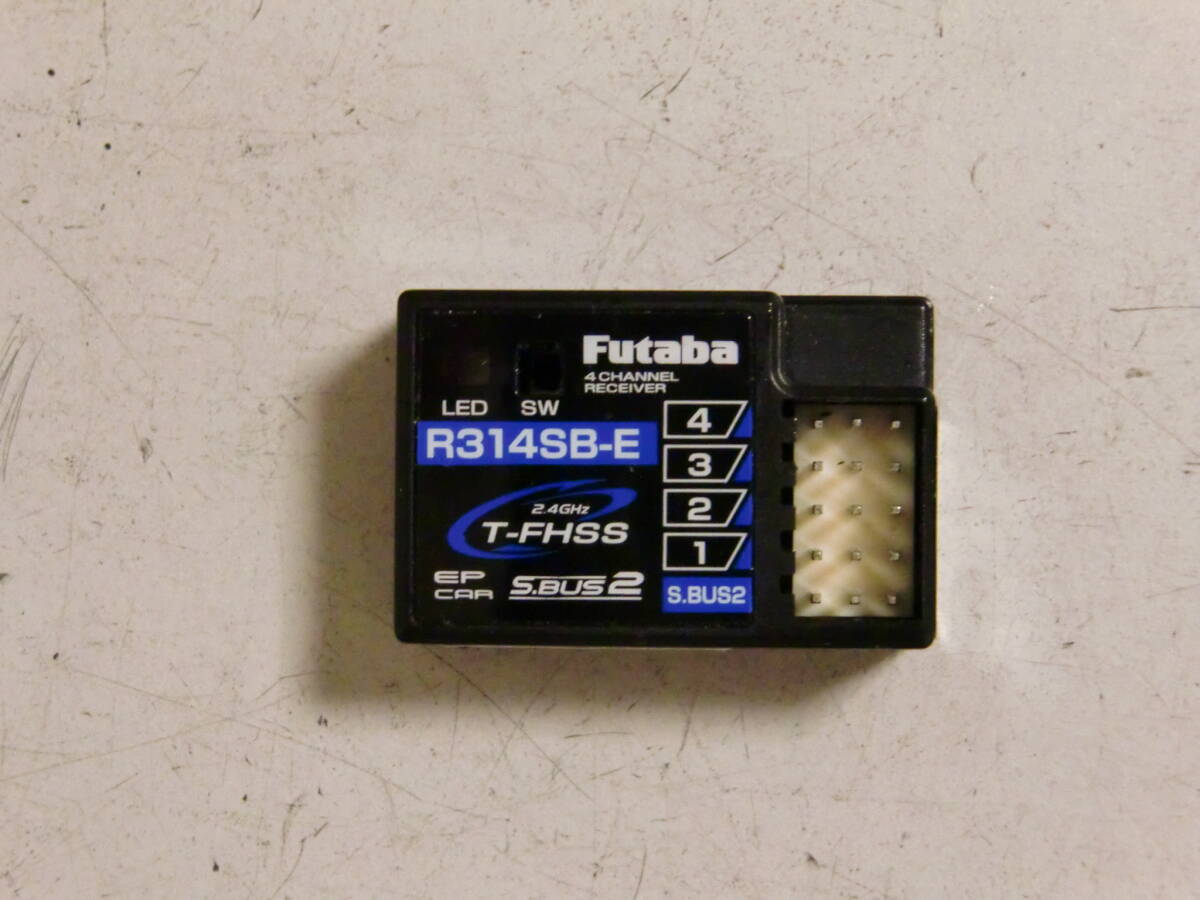 Futaba
4 CHANNEL
RECEIVER
LED SW
R314SB-E
2.4GHz
T-FHSS
EP
CAR
S.BUS2
4
3
2
1
S.BUS2